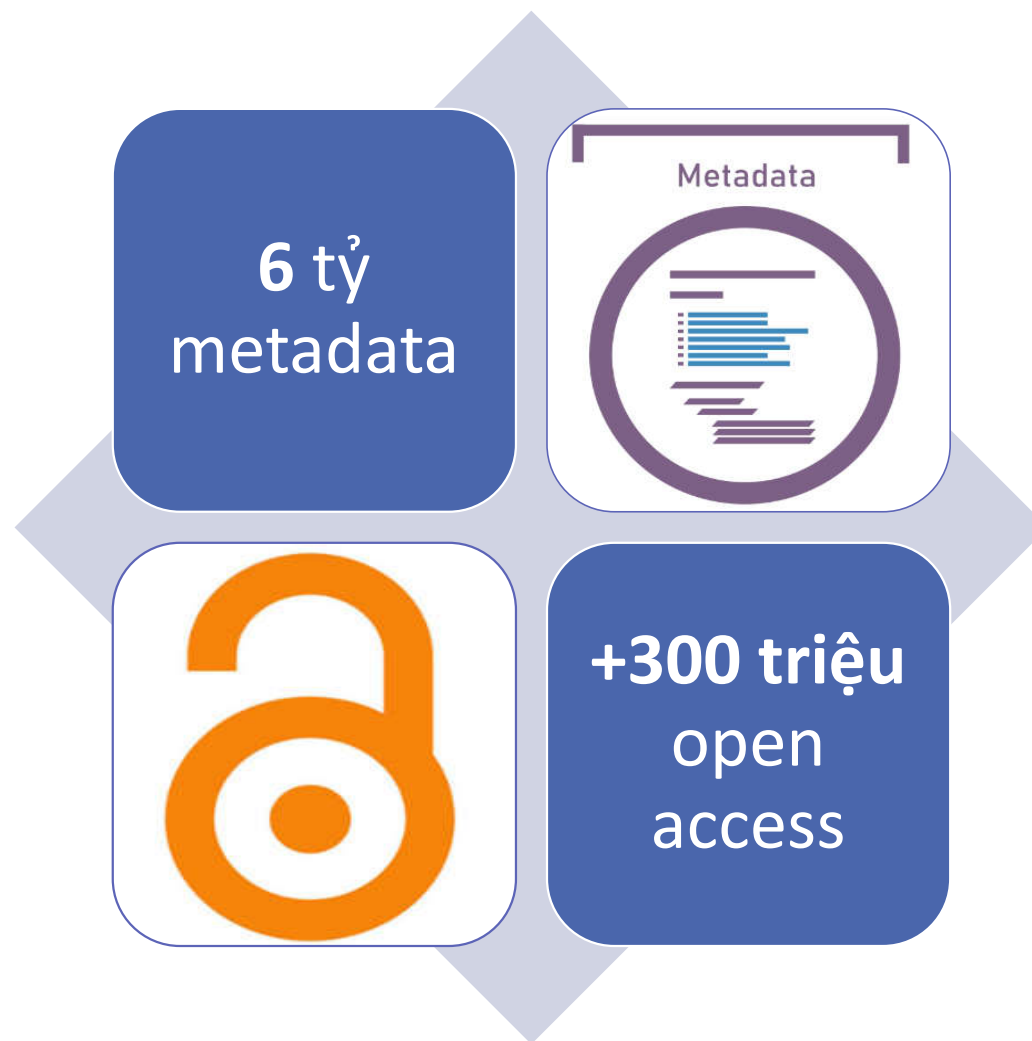 6 tỷ
metadata
Metadata
+300 triệu
open
access